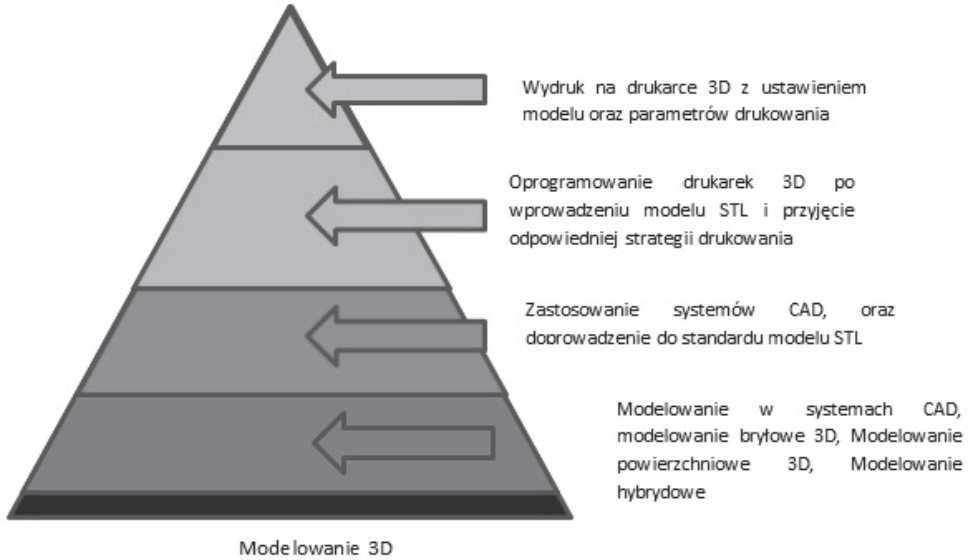 Wydruk na drukarce 3D z ustawieniem
modelu oraz parametrów drukowania
Oprogramowanie drukarek 3D po
wprowadzeniu modelu STL i przyjęcie
odpowiedniej strategii drukowania
Zastosowanie systemów CAD, oraz
doprowadzenie do standardu modelu STL
Modelowanie w systemach CAD,
modelowanie bryłowe 3D, Modelowanie
powierzchniowe 3D, Modelowanie
hybrydowe
Modelowanie 3D